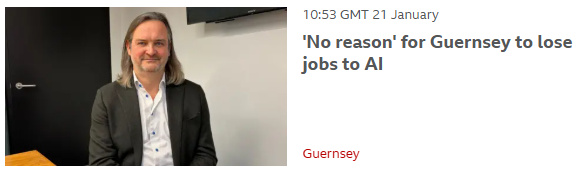 10:53 GMT 21 January
'No reason' for Guernsey to lose
jobs to AI
Guernsey